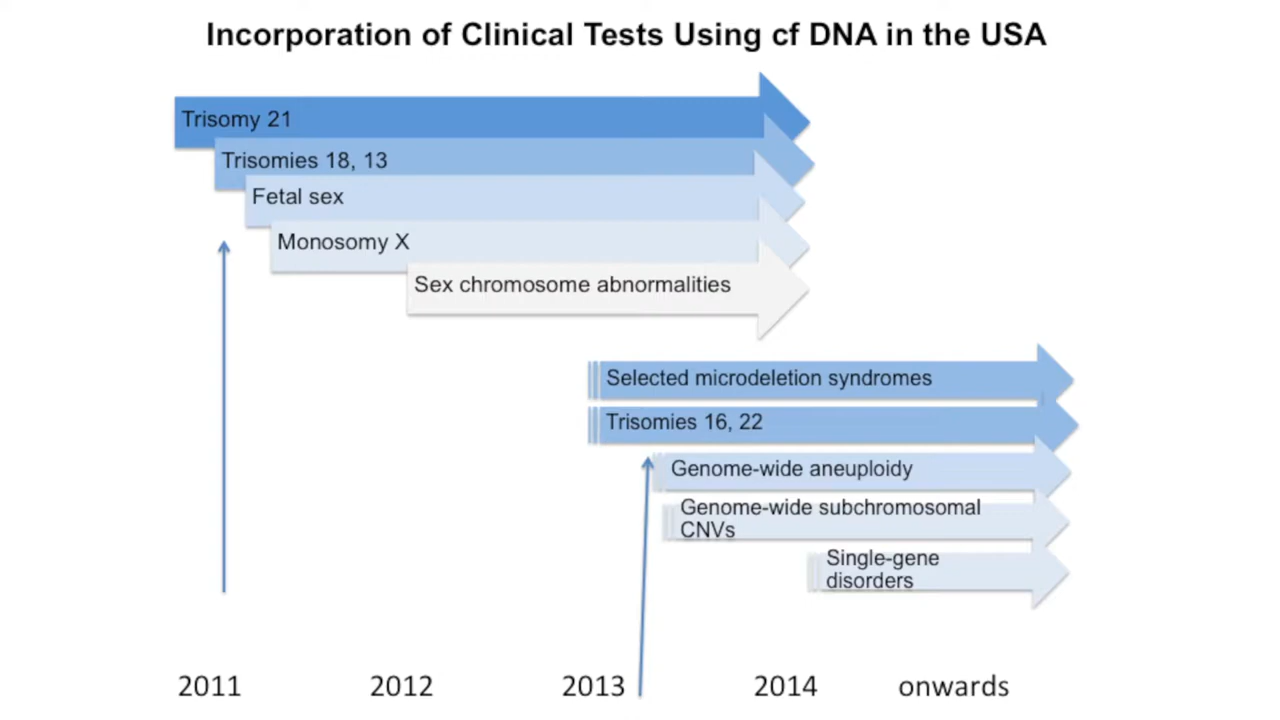 Incorporation of Clinical Tests Using cf DNA in the USA
Trisomy 21
Trisomies 18, 13
Fetal sex
Monosomy X
Sex chromosome abnormalities
Selected microdeletion syndromes
Trisomies 16, 22
Genome-wide aneuploidy
Genome-wide subchromosomal
CNVs
Single-gene
disorders
2011 2012 2013 2014 onwards